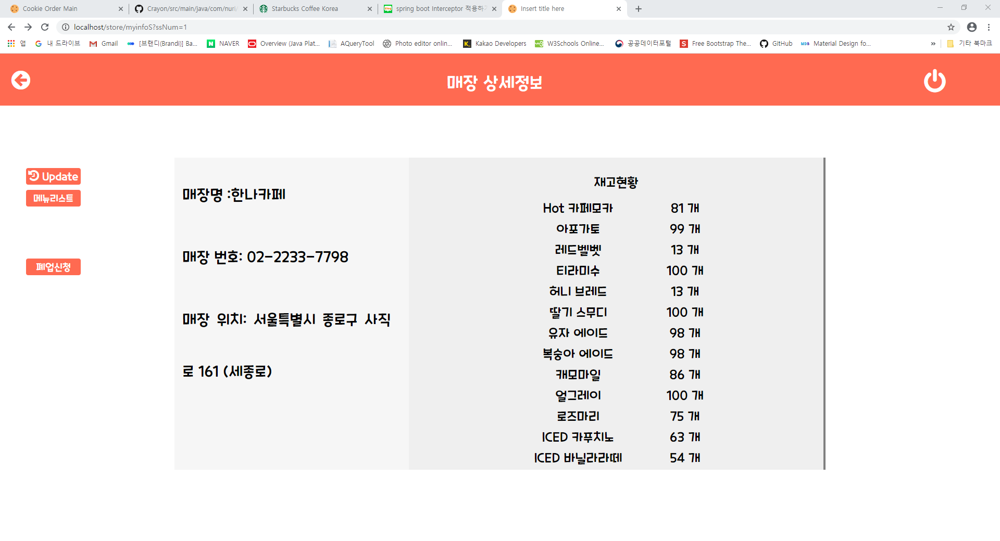 Cookie Order Main
Crayon/src/main/java/com/nuri/
Starbucks Coffee Korea
spring boot Interceptor 적용하기
Insert title here
localhost/store/myinfoS?ssNum=1
앱
내 드라이브
Gmail
[브랜디(Brandi)] Ba...
NAVER
Overview (Java Plat...
AQueryTool
Photo editor onlin...
Kakao Developers
W3Schools Online...
공공데이터포털
Free Bootstrap The...
GitHub
Material Design fo...
»
기타 북마크
매장 상세정보
Update
메뉴리스트
폐업신청
매장명 :한나카페
매장 번호: 02-2233-7798
매장 위치: 서울특별시 종로구 사직
로 161 (세종로)
재고현황
Hot 카페모카 81 개
아포가토 99 개
레드벨벳 13 개
티라미수 100 개
허니 브레드 13 개
딸기 스무디 100 개
유자 에이드 98 개
복숭아 에이드 98 개
캐모마일 86 개
얼그레이 100 개
로즈마리 75 개
ICED 카푸치노 63 개
ICED 바닐라라떼 54 개